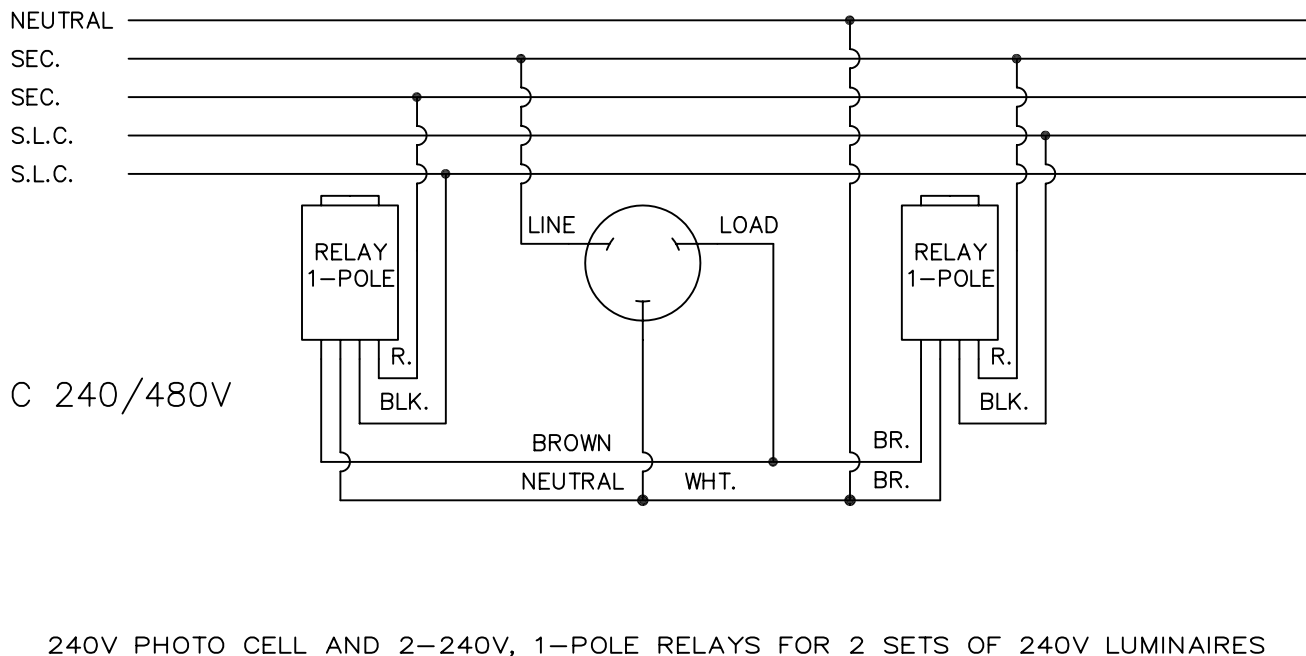 NEUTRAL
SEC.
SEC.
S.L.C.
S.L.C.
LINE
LOAD
RELAY
1-POLE
RELAY
1-POLE
R.
R.
C 240/480V
BLK.
BLK.
BROWN
BR.
NEUTRAL
WHT.
BR.
240V PHOTO CELL AND 2-240V, 1-POLE RELAYS FOR 2 SETS OF 240V LUMINAIRES